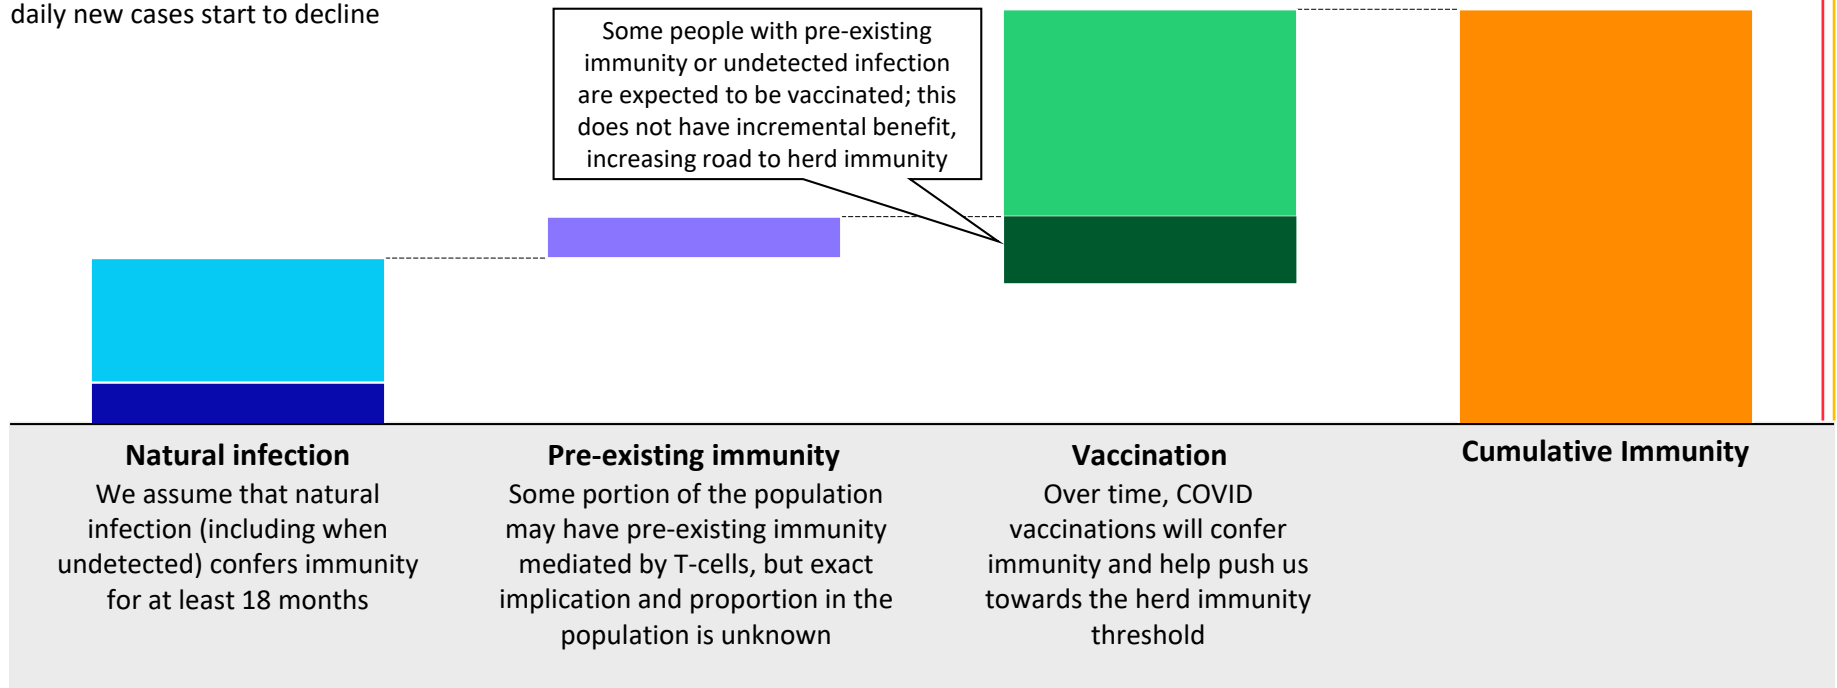 daily new cases start to decline
Some people with pre-existing
immunity or undetected infection
are expected to be vaccinated; this
does not have incremental benefit,
increasing road to herd immunity
Natural infection
We assume that natural
infection (including when
undetected) confers immunity
for at least 18 months
Pre-existing immunity
Some portion of the population
may have pre-existing immunity
mediated by T-cells, but exact
implication and proportion in the
population is unknown
Vaccination
Over time, COVID
vaccinations will confer
immunity and help push us
towards the herd immunity
threshold
Cumulative Immunity